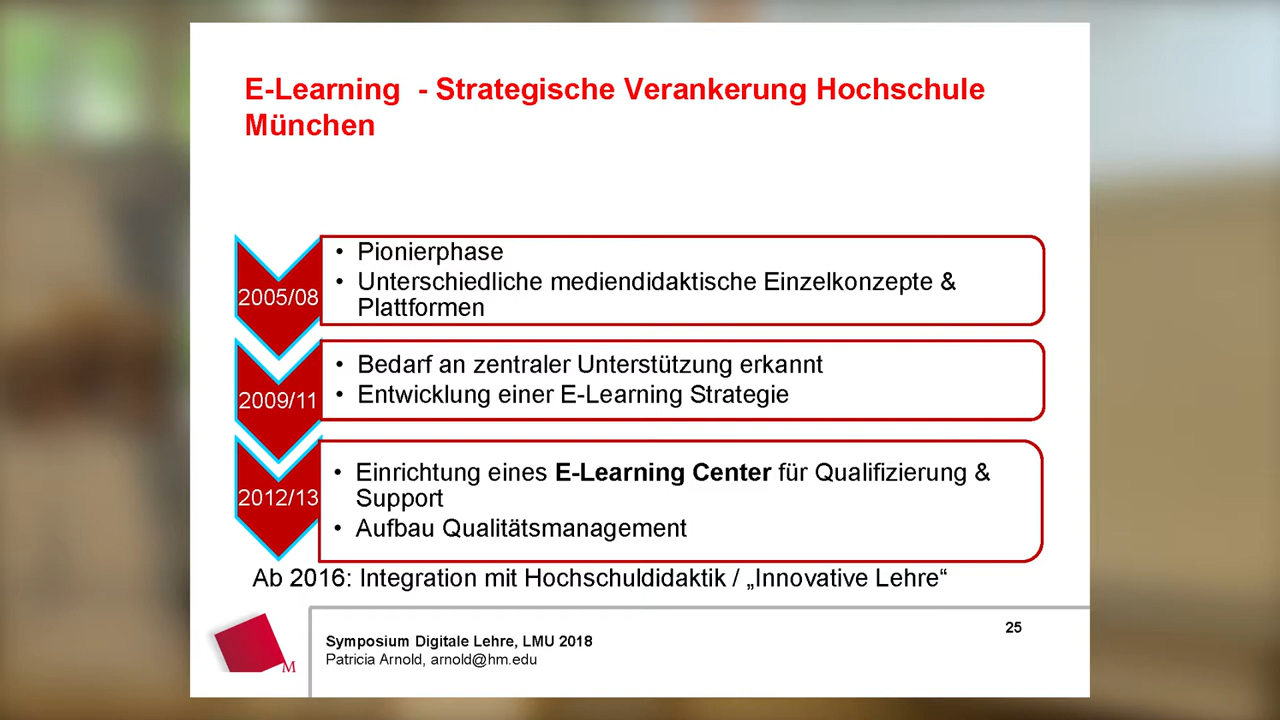 E-Learning - Strategische Verankerung Hochschule
München
2005/08
• Pionierphase
• Unterschiedliche mediendidaktische Einzelkonzepte &
Plattformen
2009/11
• Bedarf an zentraler Unterstützung erkannt
• Entwicklung einer E-Learning Strategie
2012/13
• Einrichtung eines E-Learning Center für Qualifizierung &
Support
• Aufbau Qualitätsmanagement
Ab 2016: Integration mit Hochschuldidaktik / „Innovative Lehre“
M
Symposium Digitale Lehre, LMU 2018
Patricia Arnold, arnold@hm.edu
25